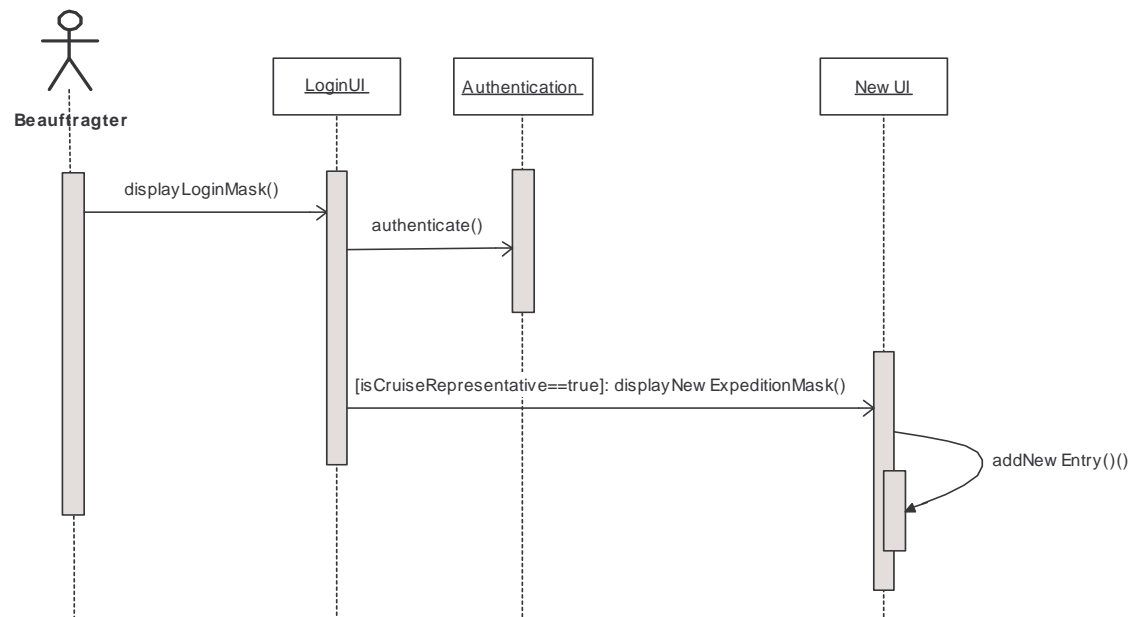 LoginUI
Authentication
New UI
Beauftragter
displayLoginMask()
authenticate()
[isCruiseRepresentative==true]: displayNew ExpeditionMask()
addNew Entry()()